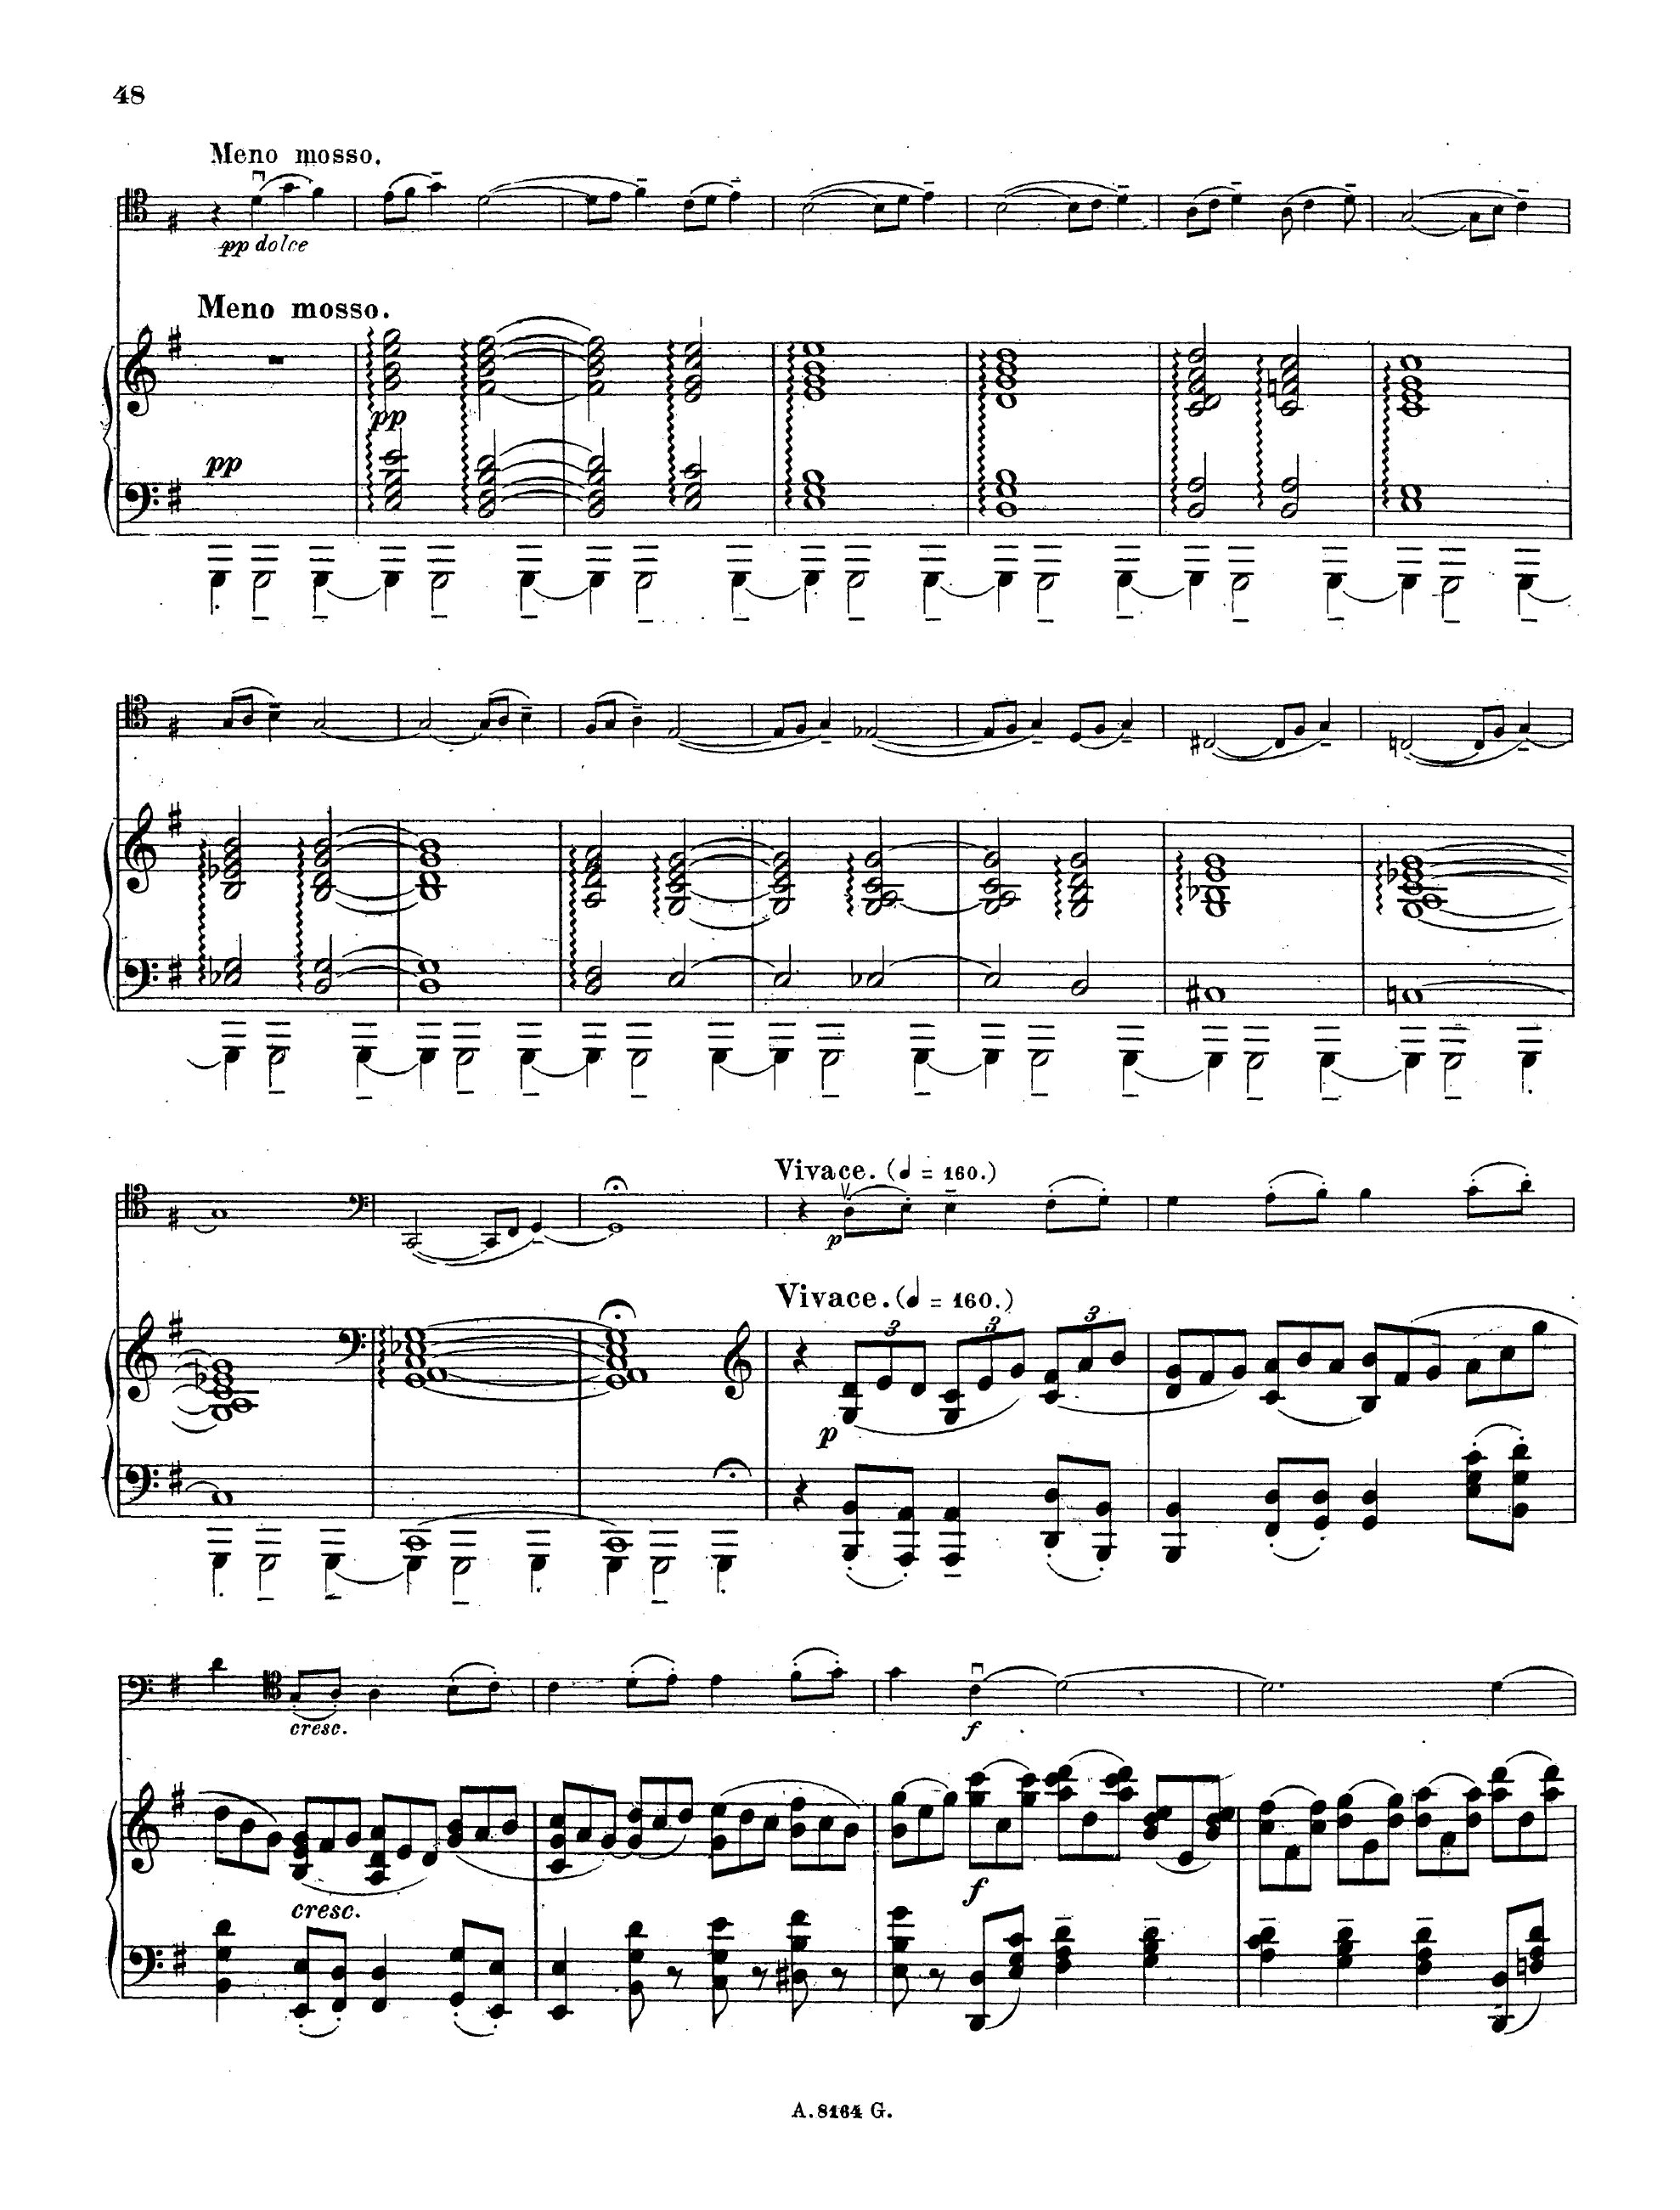 48
Meno mosso.
pp dolce
Meno mosso.
pp
pp
Vivace. (♩ = 160.)
p
Vivace. (♩ = 160.)
3 3 3
p
cresc.
f
cresc.
f
A. 8164 G.